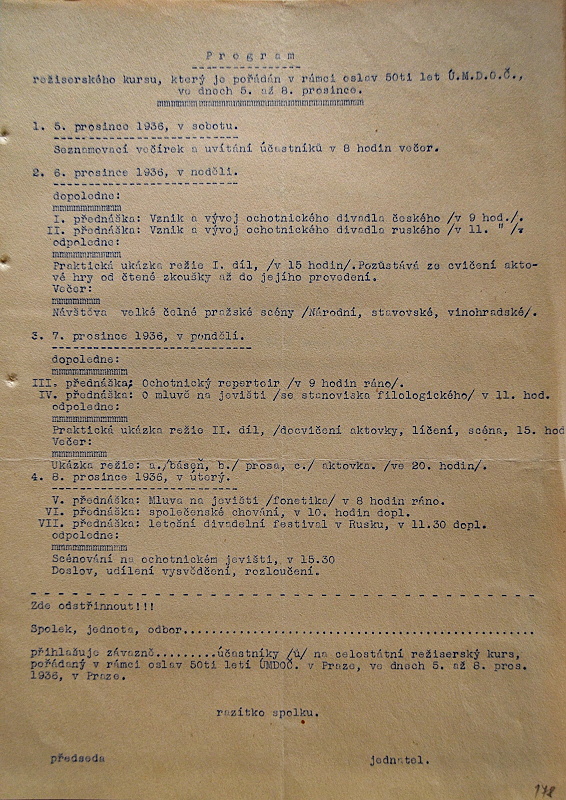 Program
režiserského kursu, který je pořádán v rámci oslav 50ti let Ú.M.D.O.Č.,
ve dnech 5. až 8. prosince.
1. 5. prosince 1936, v sobotu.
Seznamovací večírek a uvítání účastníků v 8 hodin večer.
2. 6. prosince 1936, v neděli.
dopoledne:
I. přednáška: Vznik a vývoj ochotnického divadla českého /v 9 hod./.
II. přednáška: Vznik a vývoj ochotnického divadla ruského /v 11. " /.
odpoledne:
Praktická ukázka režie I. díl, /v 15 hodin/.Pozůstává ze cvičení akto-
vé hry od čtené zkoušky až do jejího provedení.
Večer:
Návštěva velké čelné pražské scény /Národní, stavovské, vinohradské/.
3. 7. prosince 1936, v pondělí.
dopoledne:
III. přednáška: Ochotnický repertoir /v 9 hodin ráno/.
IV. přednáška: O mluvě na jevišti /se stanoviska filologického/ v 11. hod.
odpoledne:
Praktická ukázka režie II. díl, /docvičení aktovky, líčení, scéna, 15. hod
Večer:
Ukázka režie: a./báseň, b./ prosa, c./ aktovka. /ve 20. hodin/.
4. 8. prosince 1936, v úterý.
V. přednáška: Mluva na jevišti /fonetika/ v 8 hodin ráno.
VI. přednáška: společenské chování, v 10. hodin dopl.
VII. přednáška: letošní divadelní festival v Rusku, v 11.30 dopl.
odpoledne:
Scénování na ochotnickém jevišti, v 15.30
Doslov, udílení vysvědčení, rozloučení.
Zde odstřinnout!!!
Spolek, jednota, odbor...................................................
přihlašuje závazně.........účastníky /ú/ na celostátní režiserský kurs,
pořádaný v rámci oslav 50ti letí ÚMDOČ. v Praze, ve dnech 5. až 8. pros.
1936, v Praze.
razítko spolku.
předseda jednatel.
178